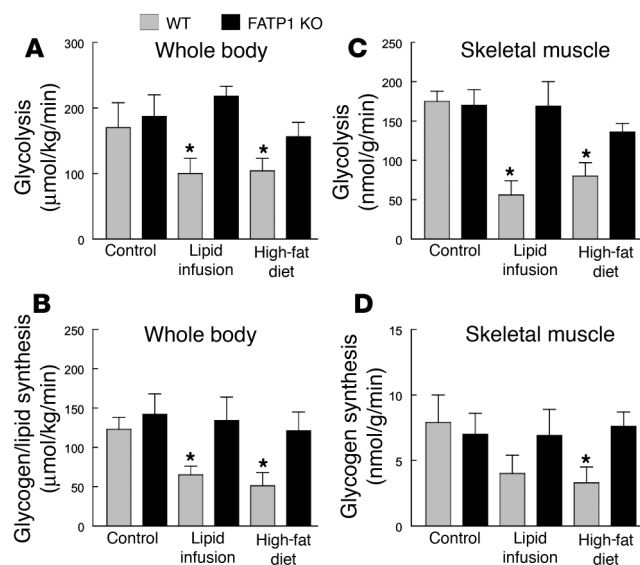 WT FATP1 KO
A
Whole body
Glycolysis
(μmol/kg/min)
300
200
100
0
Control
Lipid
infusion
High-fat
diet
*
*
C
Skeletal muscle
Glycolysis
(nmol/g/min)
250
200
150
100
50
0
Control
Lipid
infusion
High-fat
diet
*
*
B
Whole body
Glycogen/lipid synthesis
(μmol/kg/min)
250
200
150
100
50
0
Control
Lipid
infusion
High-fat
diet
*
*
D
Skeletal muscle
Glycogen synthesis
(nmol/g/min)
15
10
5
0
Control
Lipid
infusion
High-fat
diet
*